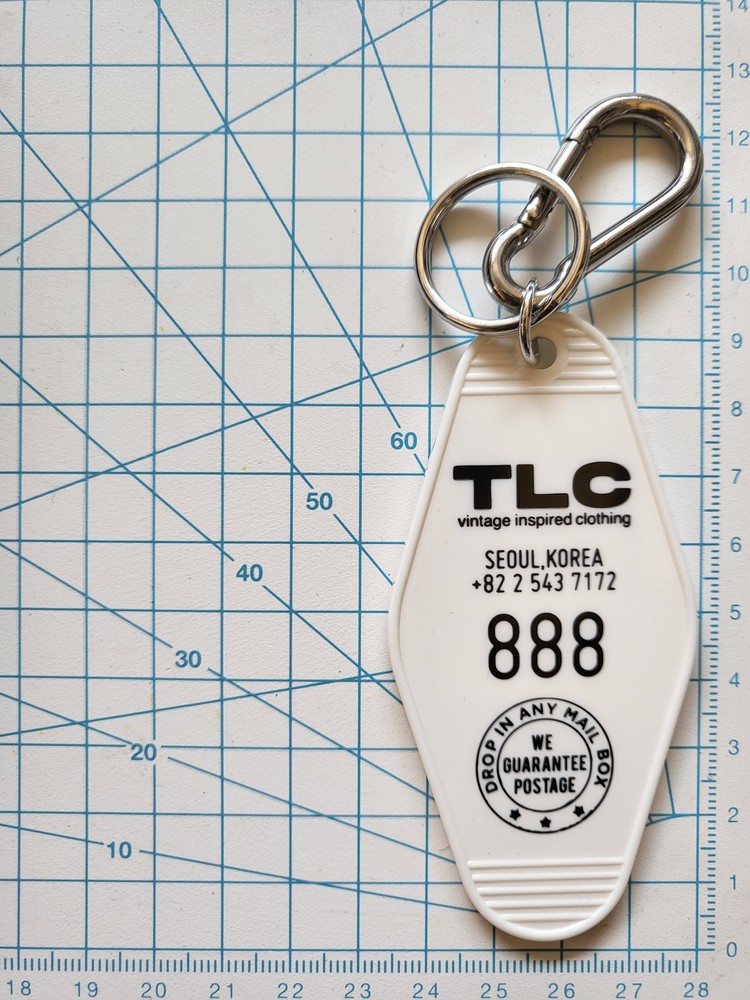 14
13
12
11
10
9
8
7
6
5
4
3
2
1
0
60
50
40
30
20
10
TLC
vintage inspired clothing
SEOUL,KOREA
+82 2 543 7172
888
DROP IN ANY MAIL BOX
WE
GUARANTEE
POSTAGE
18 19 20 21 22 23 24 25 26 27 28